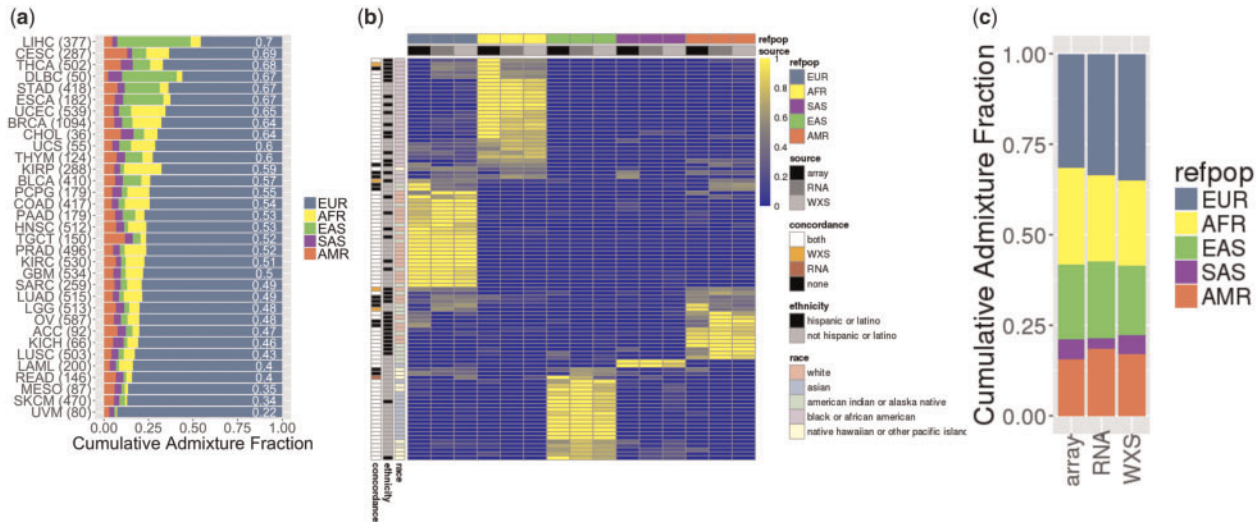 (a)
LIHC (377) 0.7
CESC (287) 0.69
THCA (502) 0.68
DLBC (50) 0.67
STAD (418) 0.67
ESCA (182) 0.67
UCEC (539) 0.65
BRCA (1094) 0.64
CHOL (36) 0.64
UCS (55) 0.6
THYM (124) 0.6
KIRP (288) 0.59
BLCA (410) 0.57
PCPG (179) 0.55
COAD (417) 0.54
PAAD (179) 0.53
HNSC (512) 0.53
TGCT (150) 0.52
PRAD (496) 0.52
KIRC (530) 0.51
GBM (534) 0.5
SARC (259) 0.49
LUAD (515) 0.49
LGG (513) 0.48
OV (587) 0.48
ACC (92) 0.47
KICH (66) 0.46
LUSC (503) 0.43
LAML (200) 0.4
READ (146) 0.4
MESO (87) 0.35
SKCM (470) 0.34
UVM (80) 0.22
0.00 0.25 0.50 0.75 1.00
Cumulative Admixture Fraction
EUR
AFR
EAS
SAS
AMR
(b)
refpop
source
1
0.8
0.6
0.4
0.2
0
refpop
EUR
AFR
SAS
EAS
AMR
source
array
RNA
WXS
concordance
both
WXS
RNA
none
ethnicity
hispanic or latino
not hispanic or latino
race
white
asian
american indian or alaska native
black or african american
native hawaiian or other pacific island
concordance
ethnicity
race
(c)
Cumulative Admixture Fraction
1.00
0.75
0.50
0.25
0.00
array
RNA
WXS
refpop
EUR
AFR
EAS
SAS
AMR